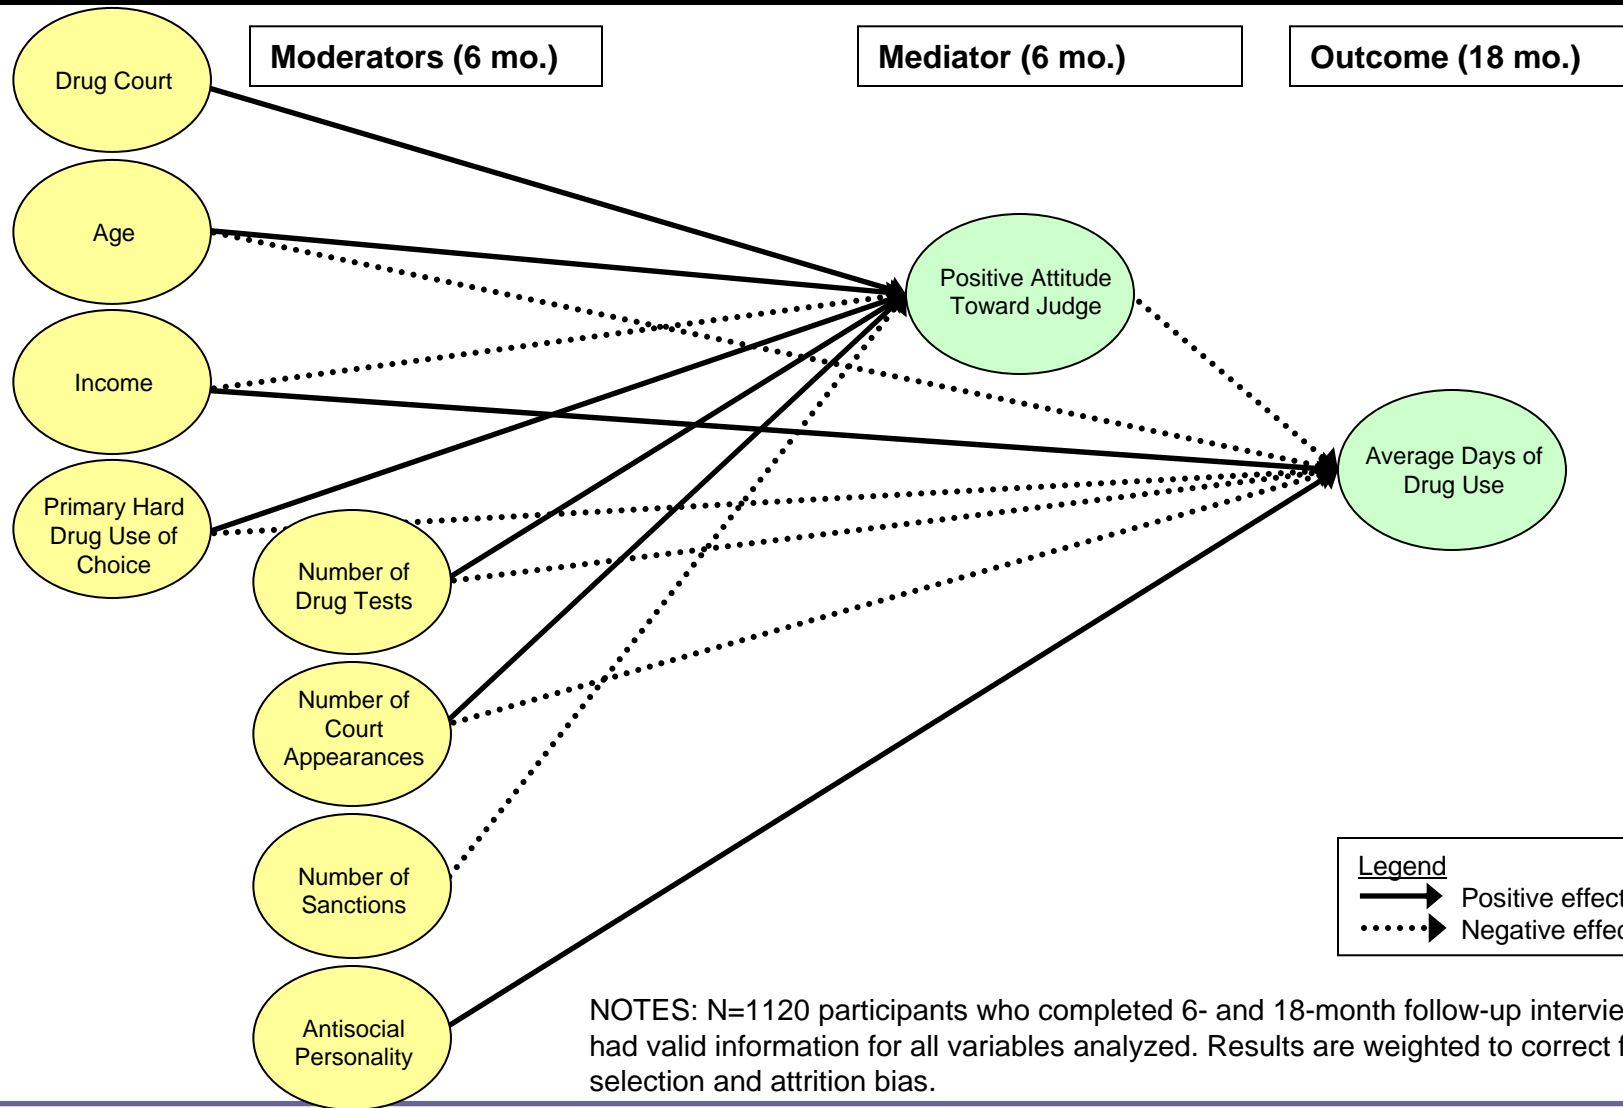 Moderators (6 mo.)
Mediator (6 mo.)
Outcome (18 mo.)
Drug Court
Age
Income
Primary Hard
Drug Use of
Choice
Number of
Drug Tests
Number of
Court
Appearances
Number of
Sanctions
Antisocial
Personality
Positive Attitude
Toward Judge
Average Days of
Drug Use
Legend
Positive effect
Negative effec
NOTES: N=1120 participants who completed 6- and 18-month follow-up intervie
had valid information for all variables analyzed. Results are weighted to correct f
selection and attrition bias.